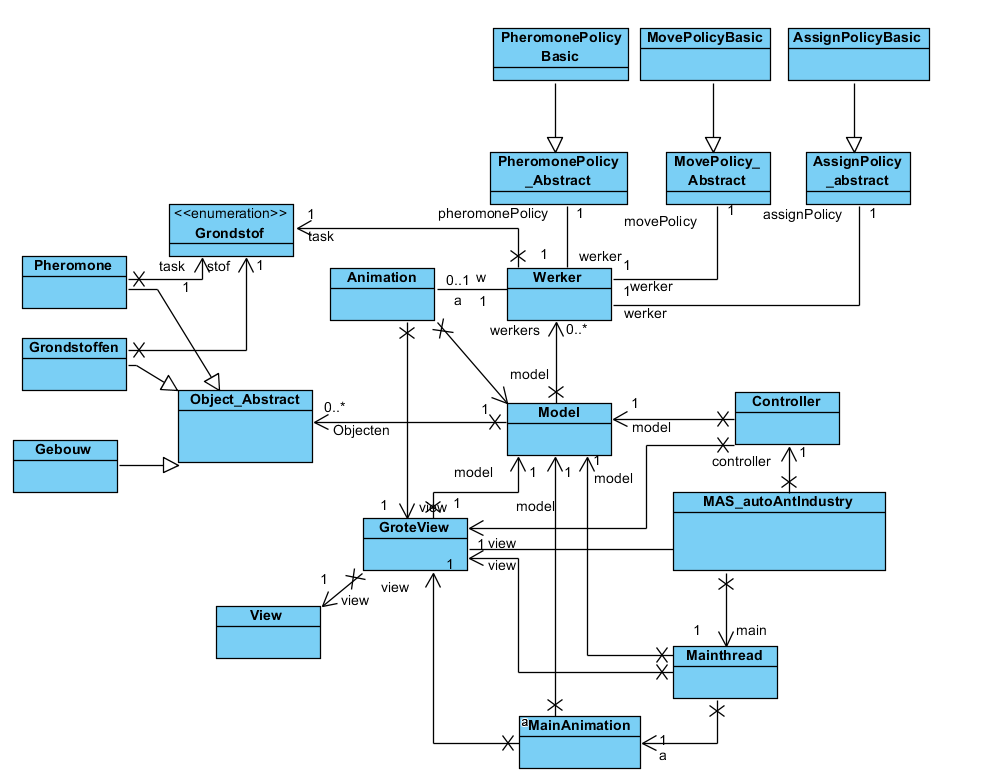 PheromonePolicy
Basic
MovePolicyBasic
AssignPolicyBasic
PheromonePolicy
_Abstract
MovePolicy_
Abstract
AssignPolicy
_abstract
<<enumeration>>
Grondstof
1
task
pheromonePolicy
1
movePolicy
1
assignPolicy
1
Pheromone
task
stof
1
1
Animation
0..1
w
a
1
1
Werker
werker
1
werker
1
werker
workers
0..*
Grondstoffen
Object_Abstract
0..*
Objecten
1
model
Model
1
model
Controller
Gebouw
controller
1
model
1
model
1
model
1
view
1
GroteView
1
view
view
1
MAS_autoAntIndustry
1
view
view
View
1
main
Mainthread
a
MainAnimation
1
a